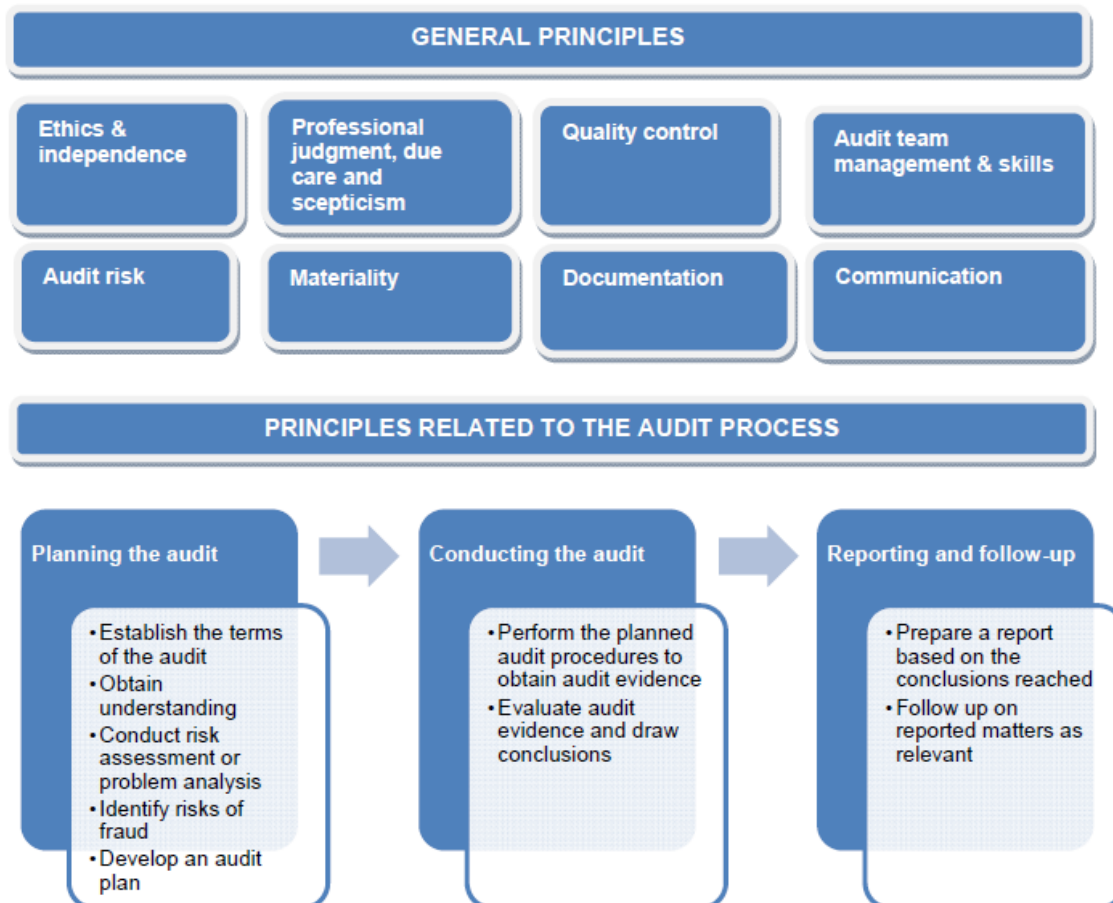 GENERAL PRINCIPLES
Ethics &
independence
Professional
judgment, due
care and
scepticism
Quality control
Audit team
management & skills
Audit risk
Materiality
Documentation
Communication
PRINCIPLES RELATED TO THE AUDIT PROCESS
Planning the audit
•Establish the terms
of the audit
•Obtain
understanding
•Conduct risk
assessment or
problem analysis
•Identify risks of
fraud
•Develop an audit
plan
Conducting the audit
•Perform the planned
audit procedures to
obtain audit evidence
•Evaluate audit
evidence and draw
conclusions
Reporting and follow-up
•Prepare a report
based on the
conclusions reached
•Follow up on
reported matters as
relevant